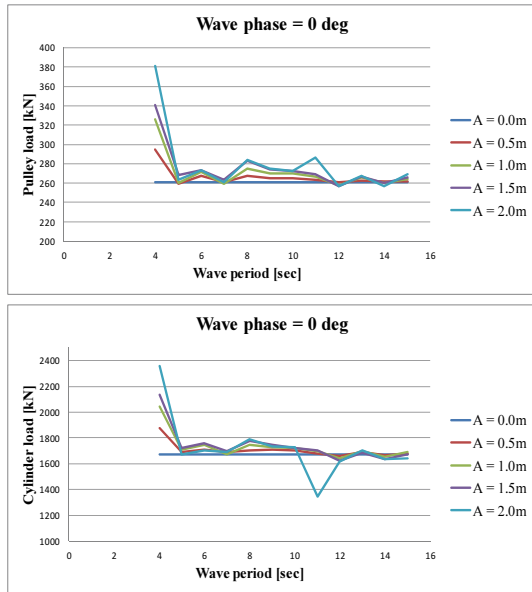 Wave phase = 0 deg
Pulley load [kN]
400
380
360
340
320
300
280
260
240
220
200
0 2 4 6 8 10 12 14 16
Wave period [sec]
A = 0.0m
A = 0.5m
A = 1.0m
A = 1.5m
A = 2.0m
Wave phase = 0 deg
Cylinder load [kN]
2400
2200
2000
1800
1600
1400
1200
1000
0 2 4 6 8 10 12 14 16
Wave period [sec]
A = 0.0m
A = 0.5m
A = 1.0m
A = 1.5m
A = 2.0m